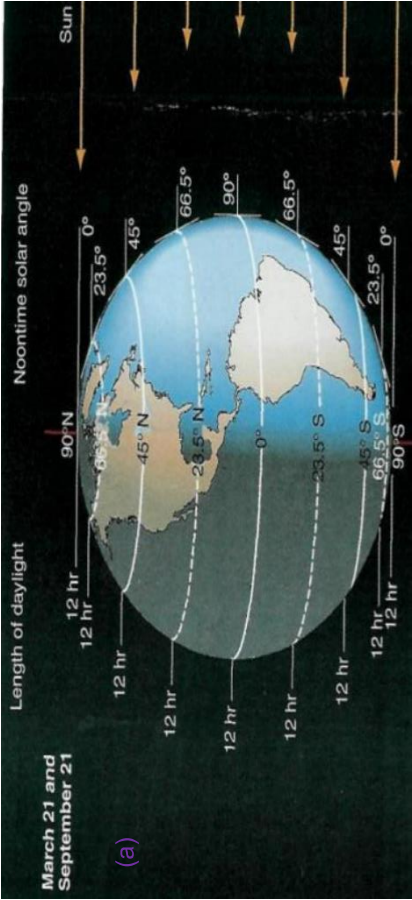 March 21 and
September 21
(a)
Length of daylight
Noontime solar angle
Sun
12 hr
90°N
0°
12 hr
66.5° N
23.5°
12 hr
45° N
45°
12 hr
23.5° N
66.5°
12 hr
0°
90°
12 hr
23.5° S
66.5°
12 hr
45° S
45°
12 hr
66.5° S
23.5°
12 hr
90°S
0°